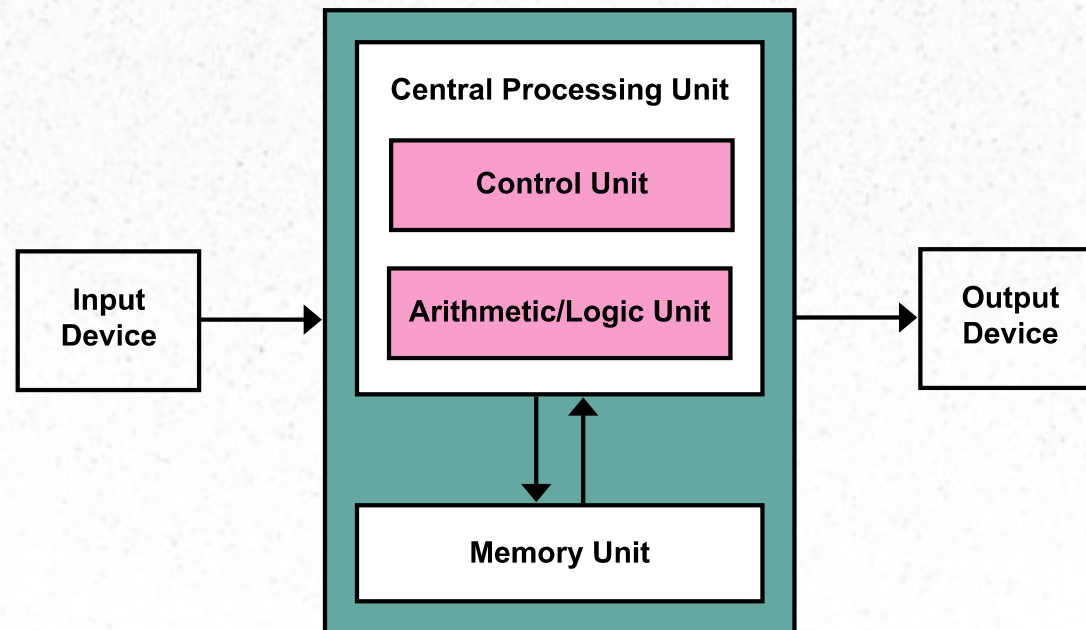 Central Processing Unit
Control Unit
Arithmetic/Logic Unit
Input
Device
Output
Device
Memory Unit